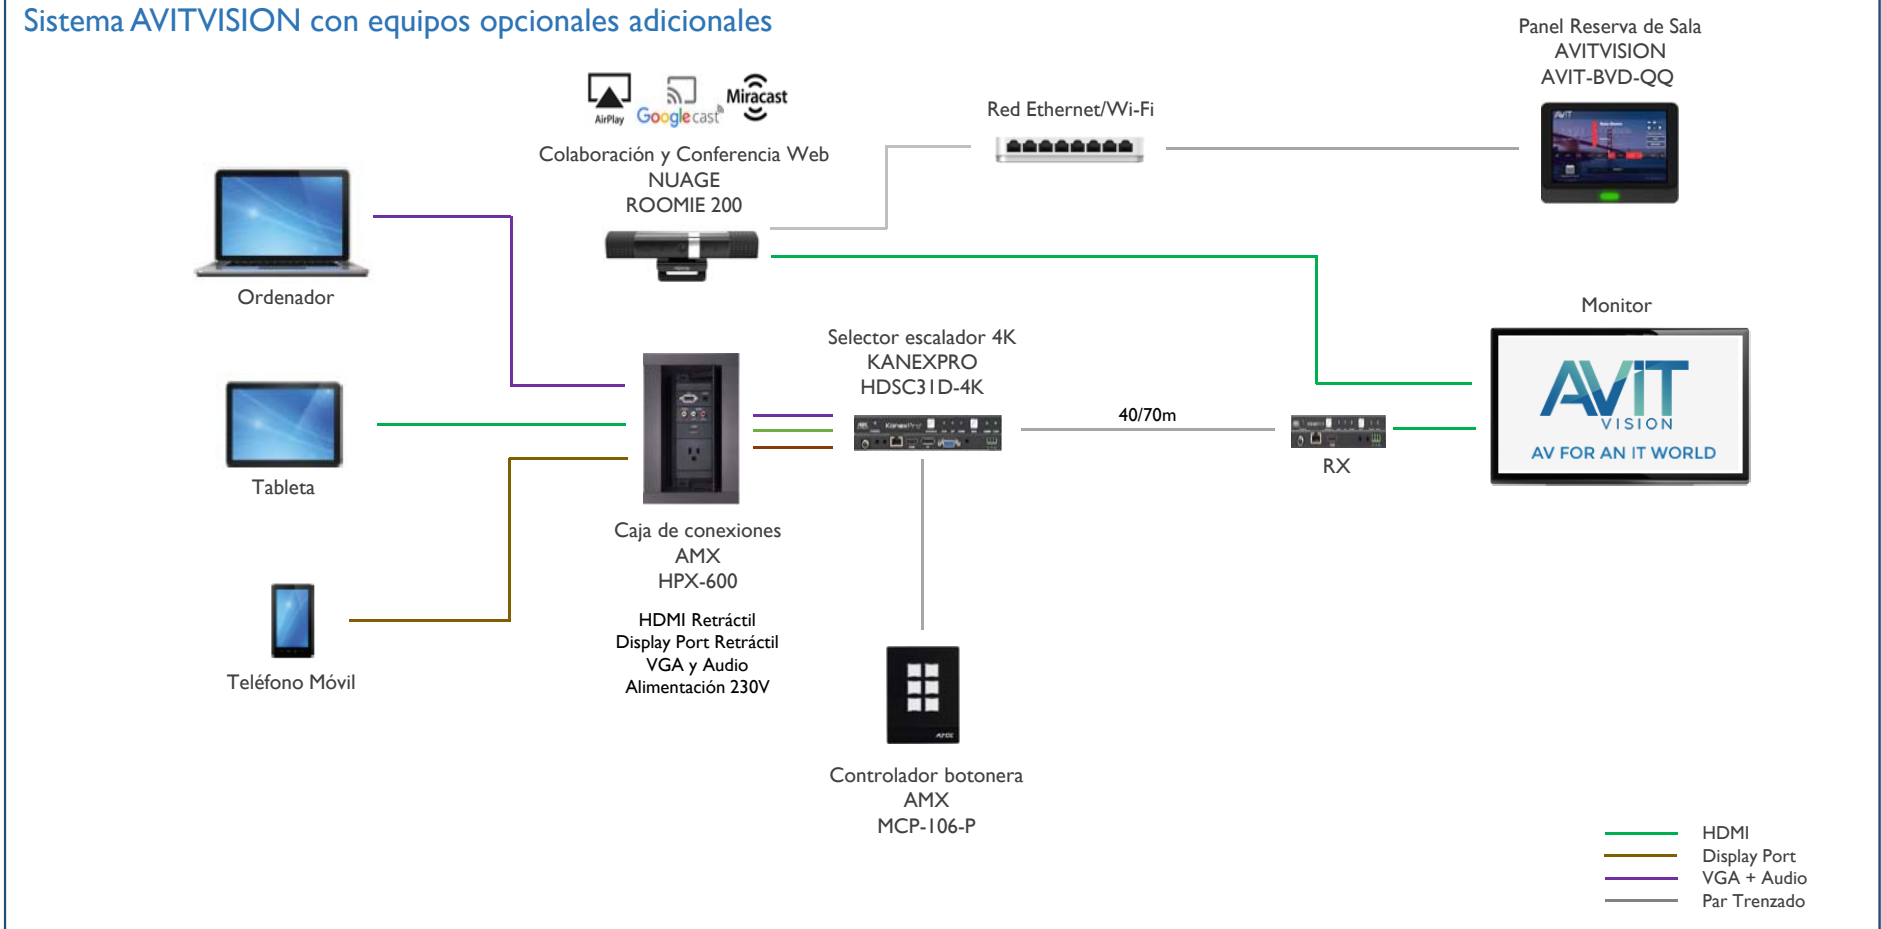 Sistema AVITVISION con equipos opcionales adicionales
Panel Reserva de Sala
AVITVISION
AVIT-BVD-QQ
AirPlay
Google cast
Miracast
Red Ethernet/Wi-Fi
Colaboración y Conferencia Web
NUAGE
ROOMIE 200
Ordenador
Monitor
Selector escalador 4K
KANEXPRO
HDSC31D-4K
KanexPro
40/70m
RX
AViT
VISION
AV FOR AN IT WORLD
Tableta
Caja de conexiones
AMX
HPX-600
HDMI Retráctil
Display Port Retráctil
VGA y Audio
Alimentación 230V
Teléfono Móvil
AMX
Controlador botonera
AMX
MCP-106-P
HDMI
Display Port
VGA + Audio
Par Trenzado